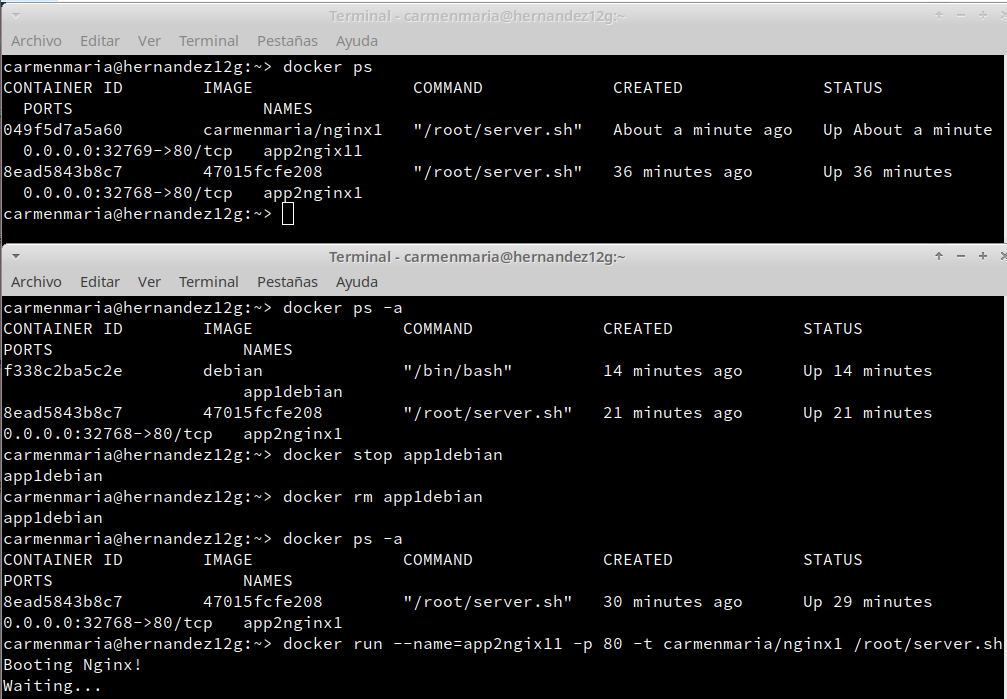 Terminal - carmenmaria@hernandez12g:~
Archivo Editar Ver Terminal Pestañas Ayuda
carmenmaria@hernandez12g:~> docker ps
CONTAINER ID        IMAGE                COMMAND             CREATED              STATUS
  PORTS                   NAMES
049f5d7a5a60        carmenmaria/nginx1   "/root/server.sh"   About a minute ago   Up About a minute
  0.0.0.0:32769->80/tcp   app2ngix11
8ead5843b8c7        47015fcfe208         "/root/server.sh"   36 minutes ago       Up 36 minutes
  0.0.0.0:32768->80/tcp   app2nginx1
carmenmaria@hernandez12g:~>
Terminal - carmenmaria@hernandez12g:~
Archivo Editar Ver Terminal Pestañas Ayuda
carmenmaria@hernandez12g:~> docker ps -a
CONTAINER ID        IMAGE               COMMAND             CREATED             STATUS
PORTS                   NAMES
f338c2ba5c2e        debian              "/bin/bash"         14 minutes ago      Up 14 minutes
                        app1debian
8ead5843b8c7        47015fcfe208        "/root/server.sh"   21 minutes ago      Up 21 minutes
0.0.0.0:32768->80/tcp   app2nginx1
carmenmaria@hernandez12g:~> docker stop app1debian
app1debian
carmenmaria@hernandez12g:~> docker rm app1debian
app1debian
carmenmaria@hernandez12g:~> docker ps -a
CONTAINER ID        IMAGE               COMMAND             CREATED             STATUS
PORTS                   NAMES
8ead5843b8c7        47015fcfe208        "/root/server.sh"   30 minutes ago      Up 29 minutes
0.0.0.0:32768->80/tcp   app2nginx1
carmenmaria@hernandez12g:~> docker run --name=app2ngix11 -p 80 -t carmenmaria/nginx1 /root/server.sh
Booting Nginx!
Waiting...